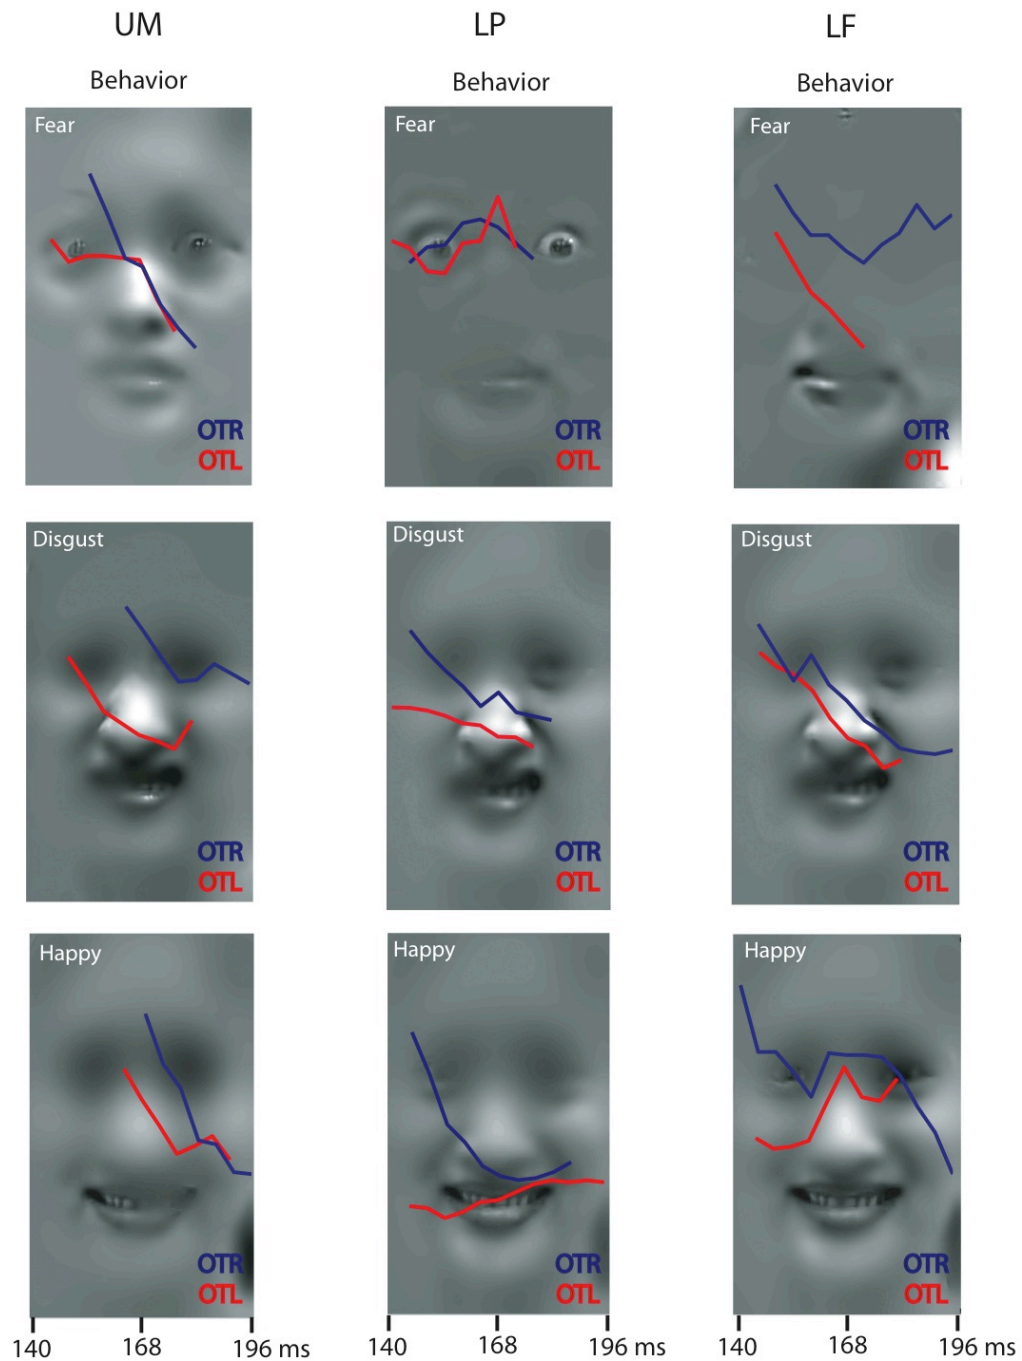 UM LP LF
Behavior Behavior Behavior
Fear Fear Fear
OTR OTR OTR
OTL OTL OTL
Disgust Disgust Disgust
OTR OTR OTR
OTL OTL OTL
Happy Happy Happy
OTR OTR OTR
OTL OTL OTL
140 168 196 ms 140 168 196 ms 140 168 196 ms